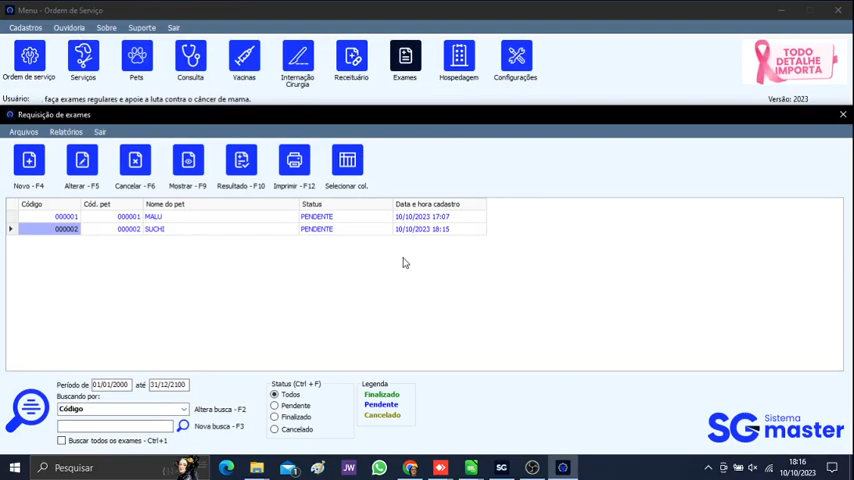 Menu - Ordem de Serviço
Cadastros Ouvidoria Sobre Suporte Sair
Ordem de serviço Serviços Pets Consulta Vacinas Internação Cirurgia Receituário Exames Hospedagem Configurações
TODO
DETALHE
IMPORTA
Usuário: faça exames regulares e apoie a luta contra o câncer de mama. Versão: 2023
Requisição de exames
Arquivos Relatórios Sair
Novo - F4 Alterar - F5 Cancelar - F6 Mostrar - F9 Resultado - F10 Imprimir - F12 Selecionar col.
Código Cód. pet Nome do pet Status Data e hora cadastro
000001 000001 MALU PENDENTE 10/10/2023 17:07
000002 000002 SUCHI PENDENTE 10/10/2023 18:15
Período de 01/01/2000 até 31/12/2100
Buscando por:
Código Altera busca - F2
Nova busca - F3
Buscar todos os exames - Ctrl+1
Status (Ctrl + F)
Todos
Pendente
Finalizado
Cancelado
Legenda
Finalizado
Pendente
Cancelado
SG Sistema
master
Pesquisar JW SG 18:16
10/10/2023